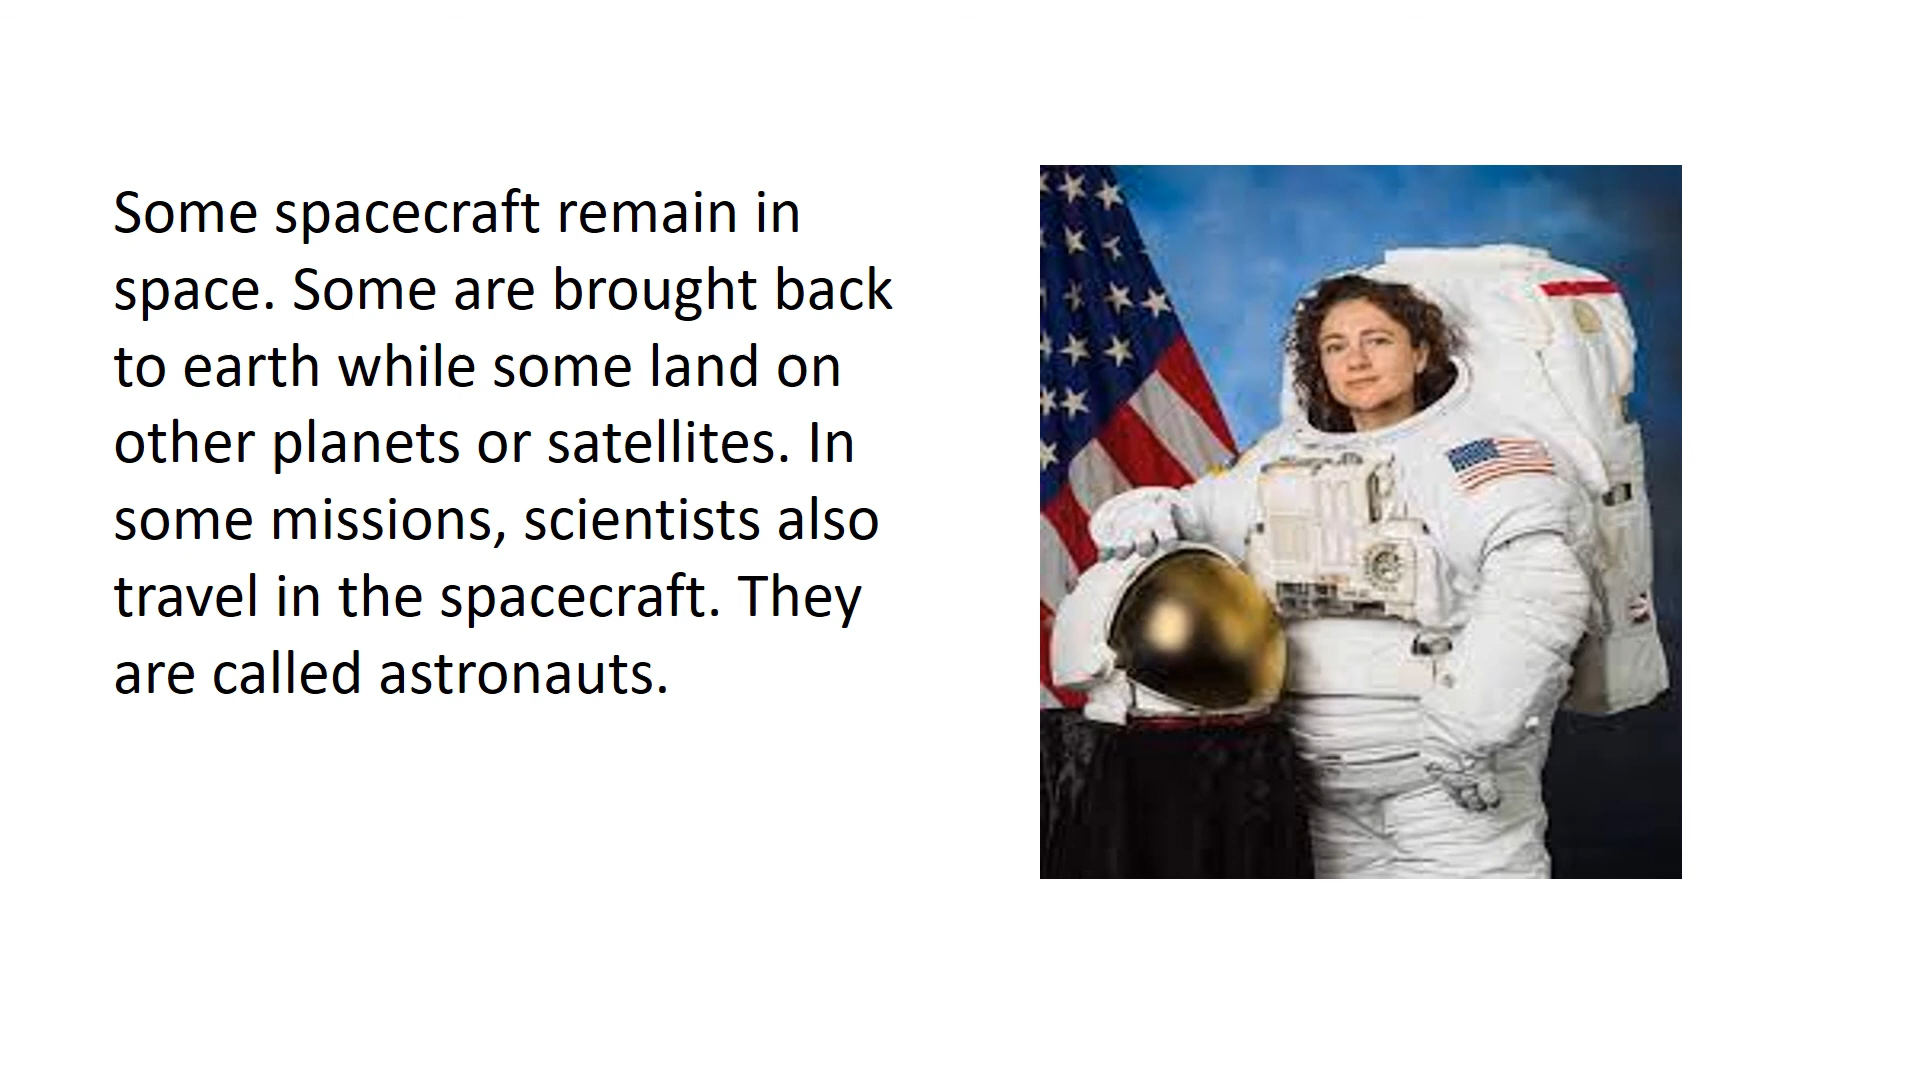 Some spacecraft remain in
space. Some are brought back
to earth while some land on
other planets or satellites. In
some missions, scientists also
travel in the spacecraft. They
are called astronauts.